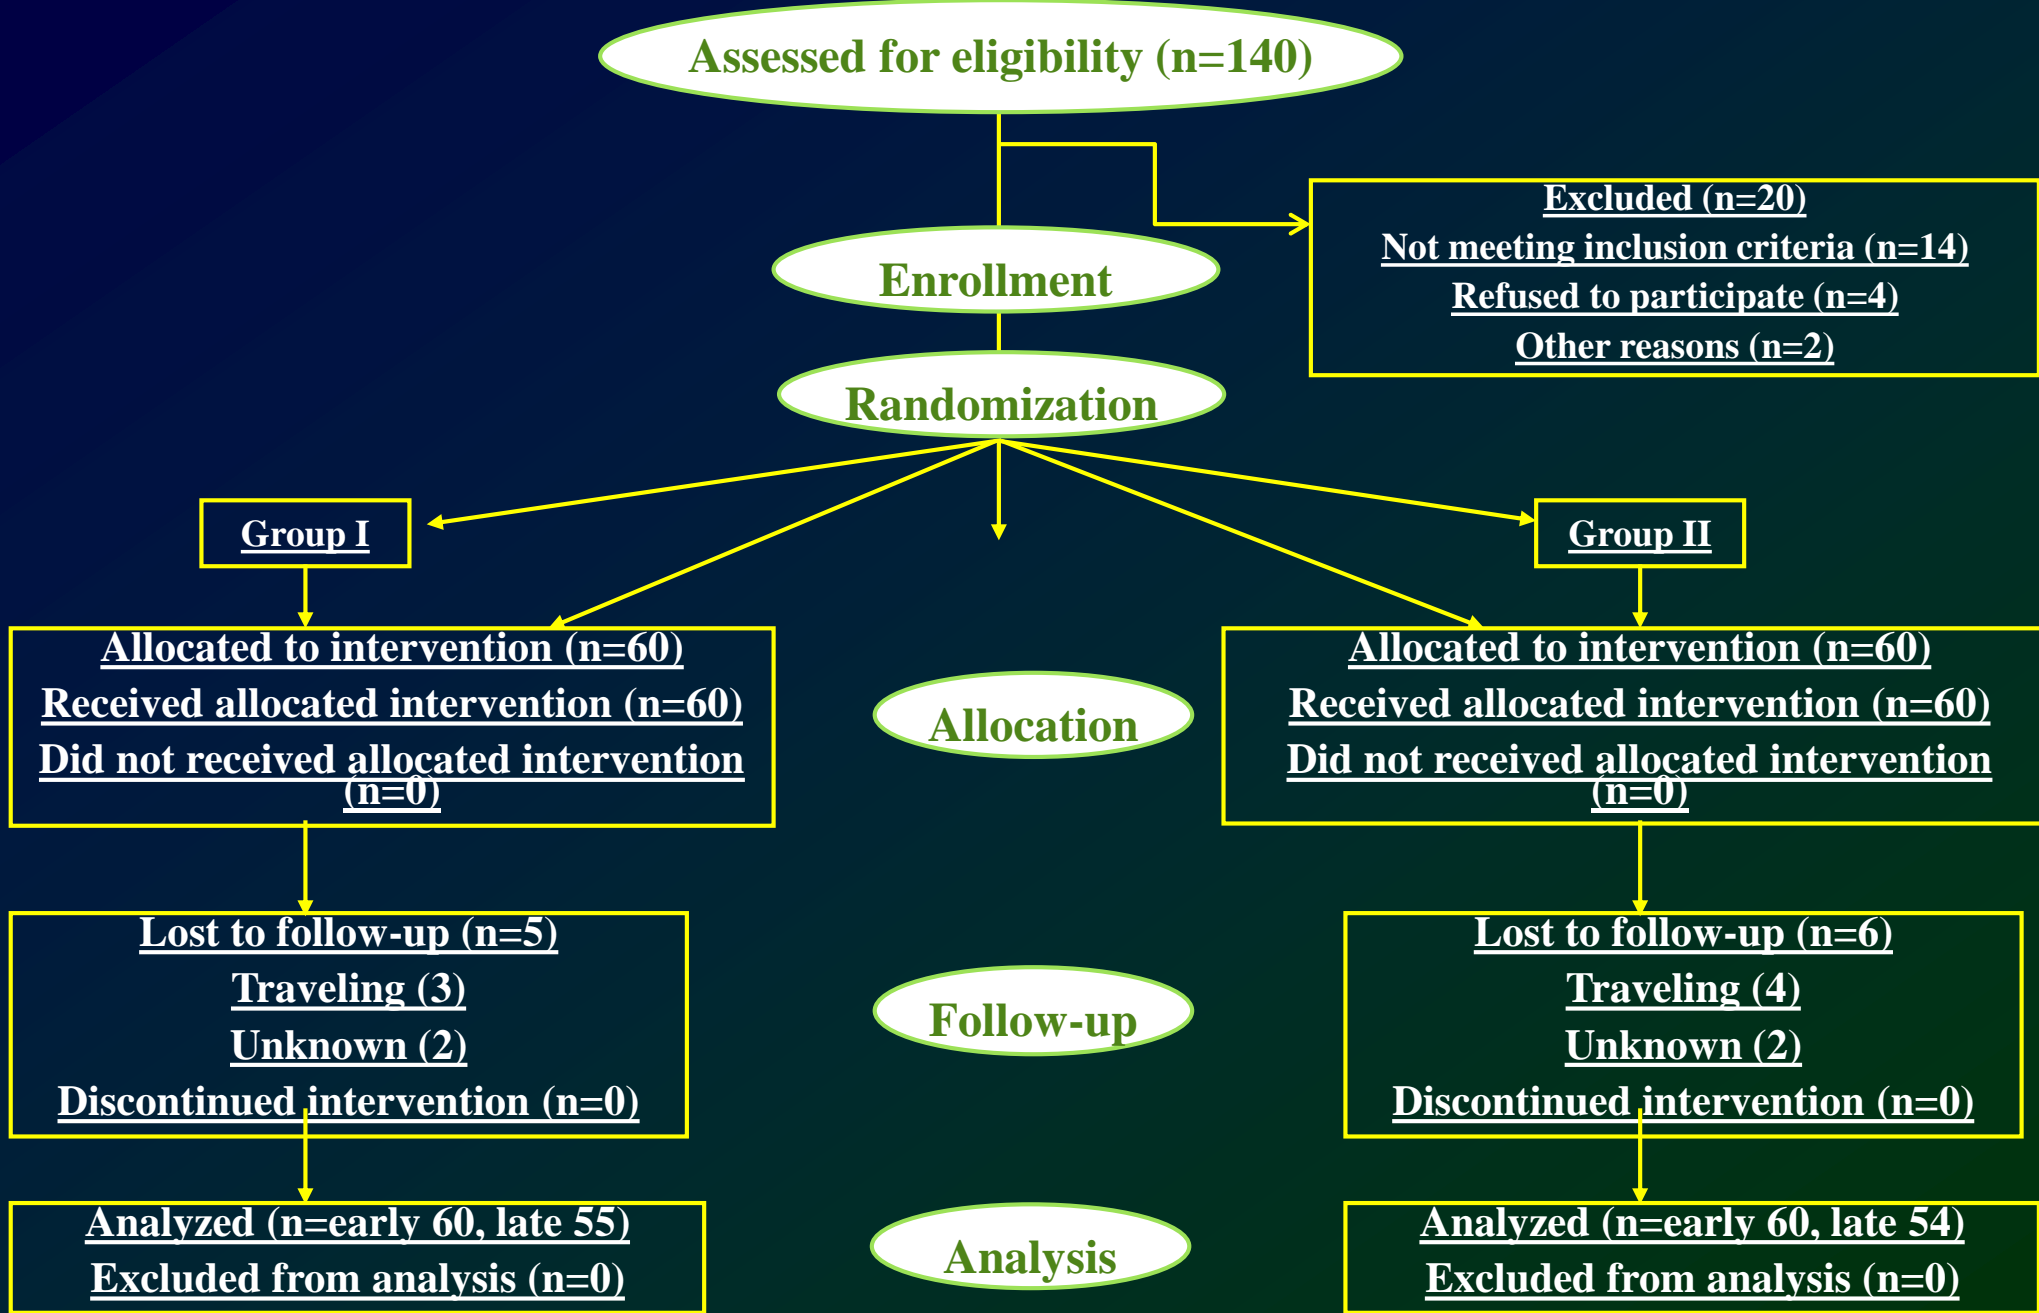 Assessed for eligibility (n=140)
Excluded (n=20)
Not meeting inclusion criteria (n=14)
Refused to participate (n=4)
Other reasons (n=2)
Enrollment
Randomization
Group I
Group II
Allocated to intervention (n=60)
Received allocated intervention (n=60)
Did not received allocated intervention
(n=0)
Allocation
Allocated to intervention (n=60)
Received allocated intervention (n=60)
Did not received allocated intervention
(n=0)
Lost to follow-up (n=5)
Traveling (3)
Unknown (2)
Discontinued intervention (n=0)
Follow-up
Lost to follow-up (n=6)
Traveling (4)
Unknown (2)
Discontinued intervention (n=0)
Analyzed (n=early 60, late 55)
Excluded from analysis (n=0)
Analysis
Analyzed (n=early 60, late 54)
Excluded from analysis (n=0)